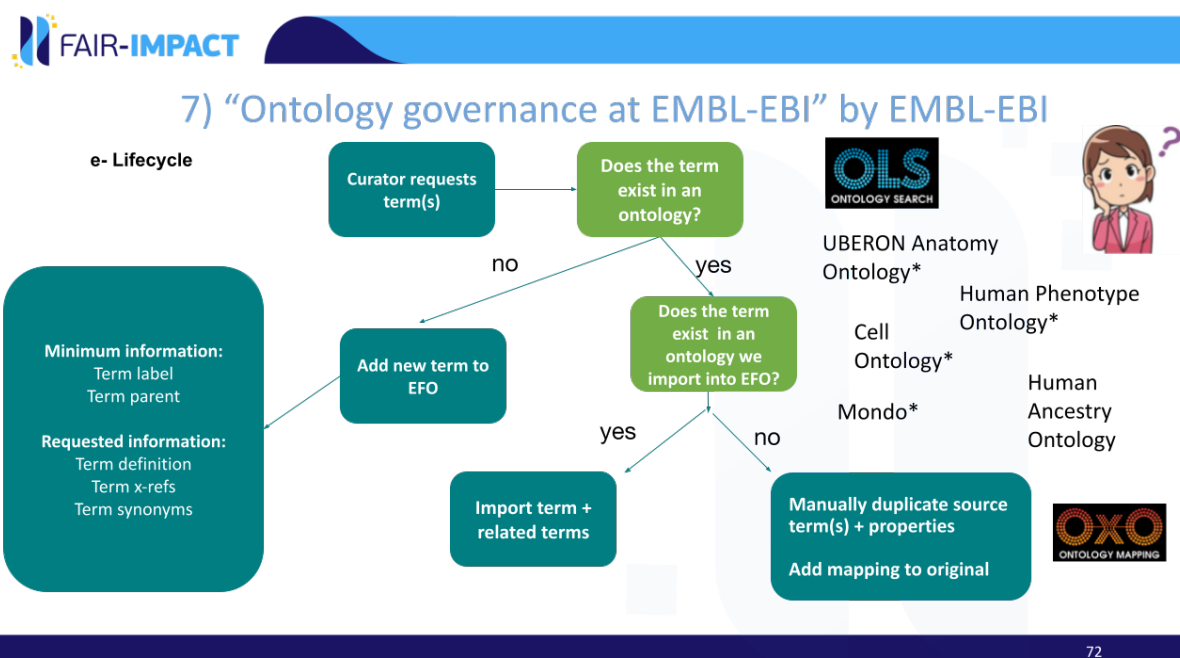 FAIR-IMPACT
7) “Ontology governance at EMBL-EBI” by EMBL-EBI
e- Lifecycle
Curator requests
term(s)
Does the term
exist in an
ontology?
OLS
ONTOLOGY SEARCH
?
no
yes
UBERON Anatomy
Ontology*
Human Phenotype
Ontology*
Cell
Ontology*
Mondo*
Human
Ancestry
Ontology
Minimum information:
Term label
Term parent
Requested information:
Term definition
Term x-refs
Term synonyms
Add new term to
EFO
Does the term
exist in an
ontology we
import into EFO?
yes
no
Import term +
related terms
Manually duplicate source
term(s) + properties
Add mapping to original
OxO
ONTOLOGY MAPPING
72